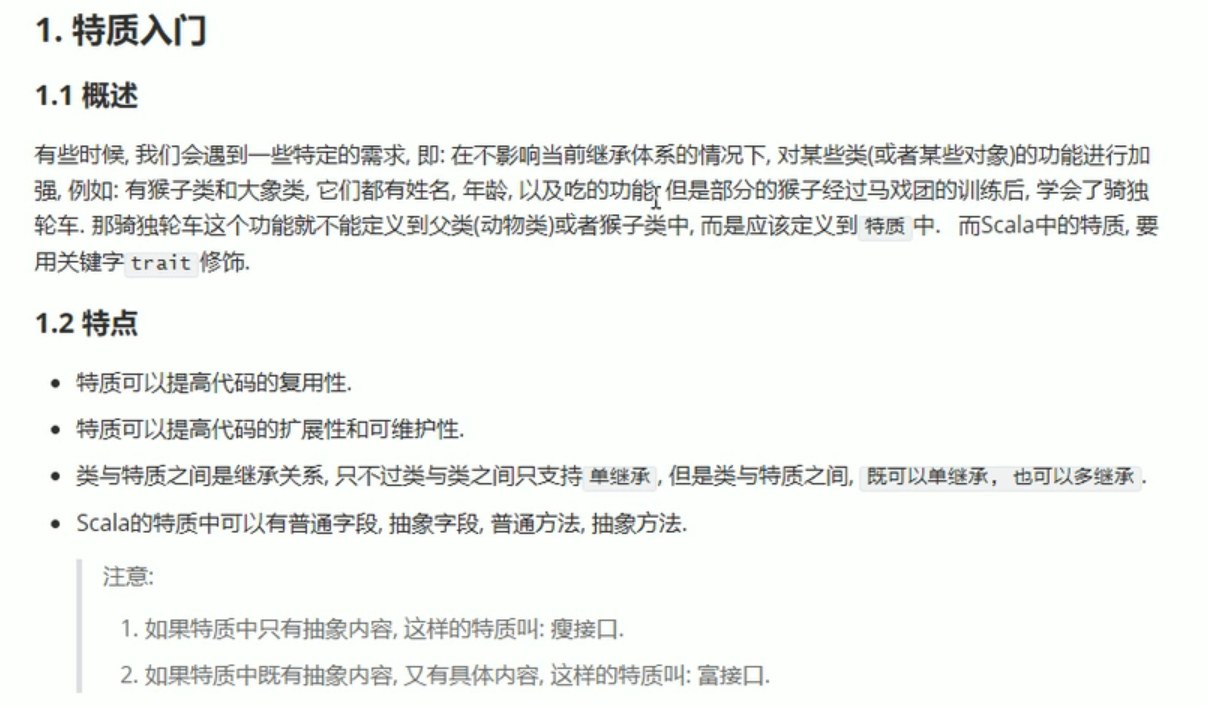 1. 特质入门
1.1 概述
有些时候, 我们会遇到一些特定的需求, 即: 在不影响当前继承体系的情况下, 对某些类(或者某些对象)的功能进行加
强, 例如: 有猴子类和大象类, 它们都有姓名, 年龄, 以及吃的功能, 但是部分的猴子经过马戏团的训练后, 学会了骑独
轮车. 那骑独轮车这个功能就不能定义到父类(动物类)或者猴子类中, 而是应该定义到 特质 中. 而Scala中的特质, 要
用关键字 trait 修饰.
1.2 特点
• 特质可以提高代码的复用性.
• 特质可以提高代码的扩展性和可维护性.
• 类与特质之间是继承关系, 只不过类与类之间只支持 单继承 , 但是类与特质之间, 既可以单继承, 也可以多继承 .
• Scala的特质中可以有普通字段, 抽象字段, 普通方法, 抽象方法.
注意:
1. 如果特质中只有抽象内容, 这样的特质叫: 瘦接口.
2. 如果特质中既有抽象内容, 又有具体内容, 这样的特质叫: 富接口.